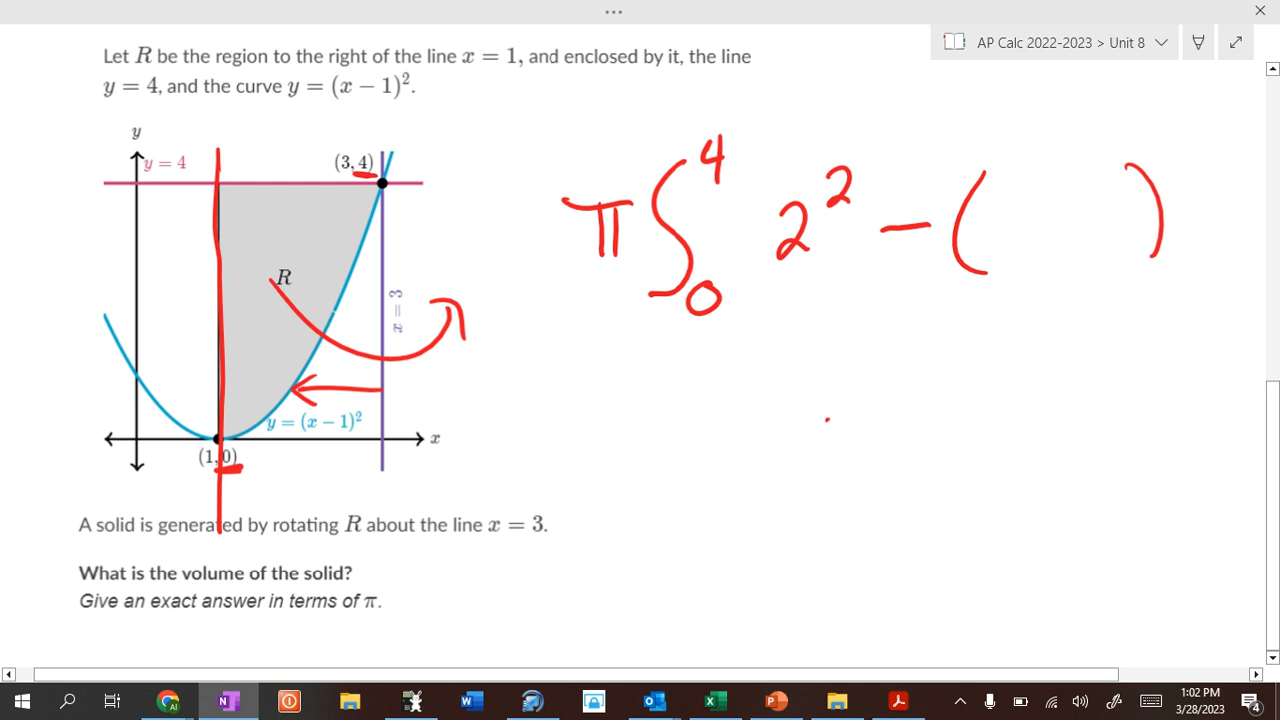 AP Calc 2022-2023 > Unit 8
Let R be the region to the right of the line x = 1, and enclosed by it, the line
y = 4, and the curve y = (x − 1)².
y
y = 4
(3, 4)
R
x = 3
y = (x − 1)²
x
(1, 0)
π ∫₀⁴ 2² − (   )
A solid is generated by rotating R about the line x = 3.
What is the volume of the solid?
Give an exact answer in terms of π.
1:02 PM
3/28/2023
4